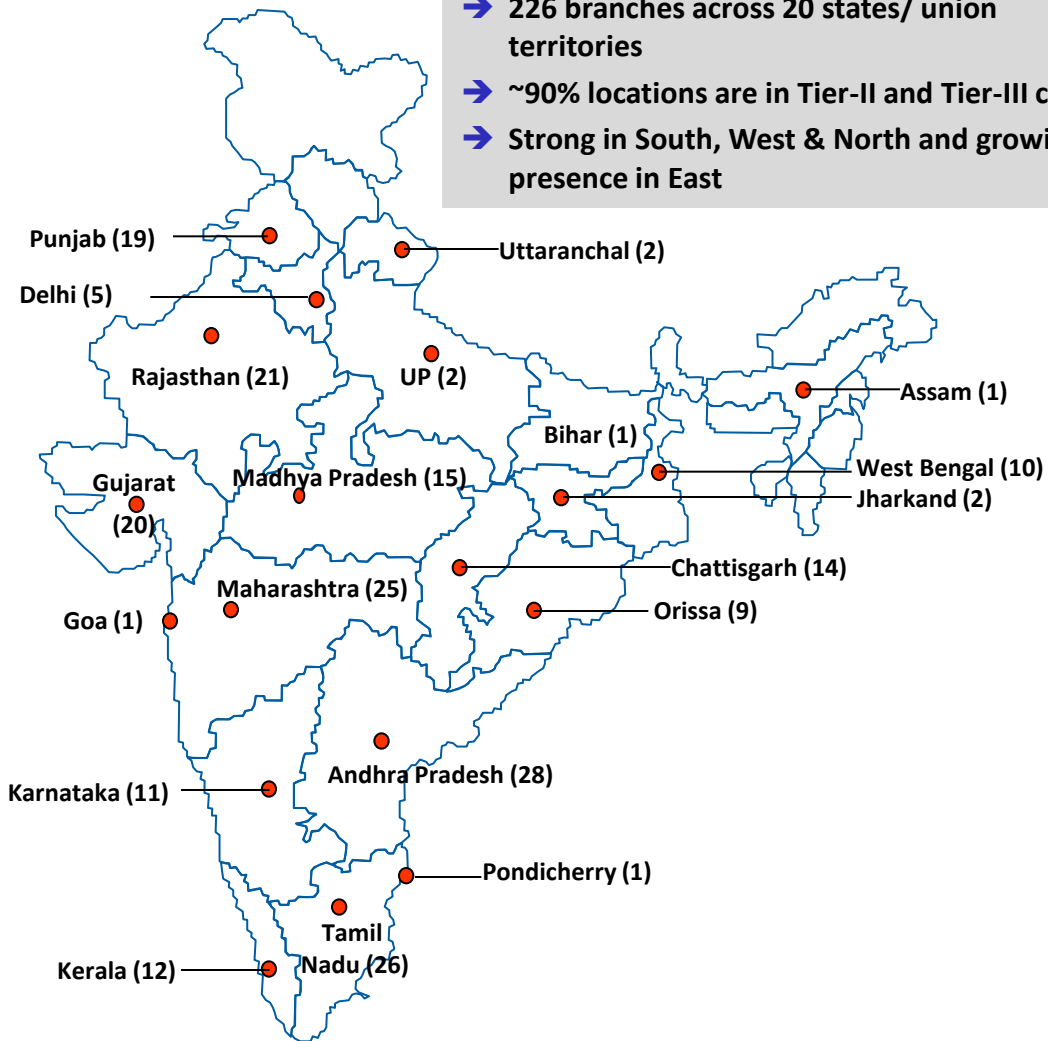 ➔ 226 branches across 20 states/ union
territories
➔ ~90% locations are in Tier-II and Tier-III c
➔ Strong in South, West & North and growi
presence in East
Punjab (19)
Uttaranchal (2)
Delhi (5)
Rajasthan (21)
UP (2)
Assam (1)
Bihar (1)
West Bengal (10)
Gujarat
(20)
Madhya Pradesh (15)
Jharkand (2)
Chattisgarh (14)
Maharashtra (25)
Orissa (9)
Goa (1)
Andhra Pradesh (28)
Karnataka (11)
Pondicherry (1)
Tamil
Nadu (26)
Kerala (12)